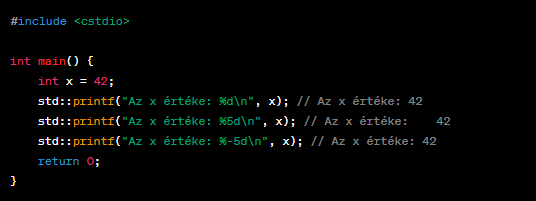 #include <cstdio>
int main() {
    int x = 42;
    std::printf("Az x értéke: %d\n", x); // Az x értéke: 42
    std::printf("Az x értéke: %5d\n", x); // Az x értéke:    42
    std::printf("Az x értéke: %-5d\n", x); // Az x értéke: 42
    return 0;
}